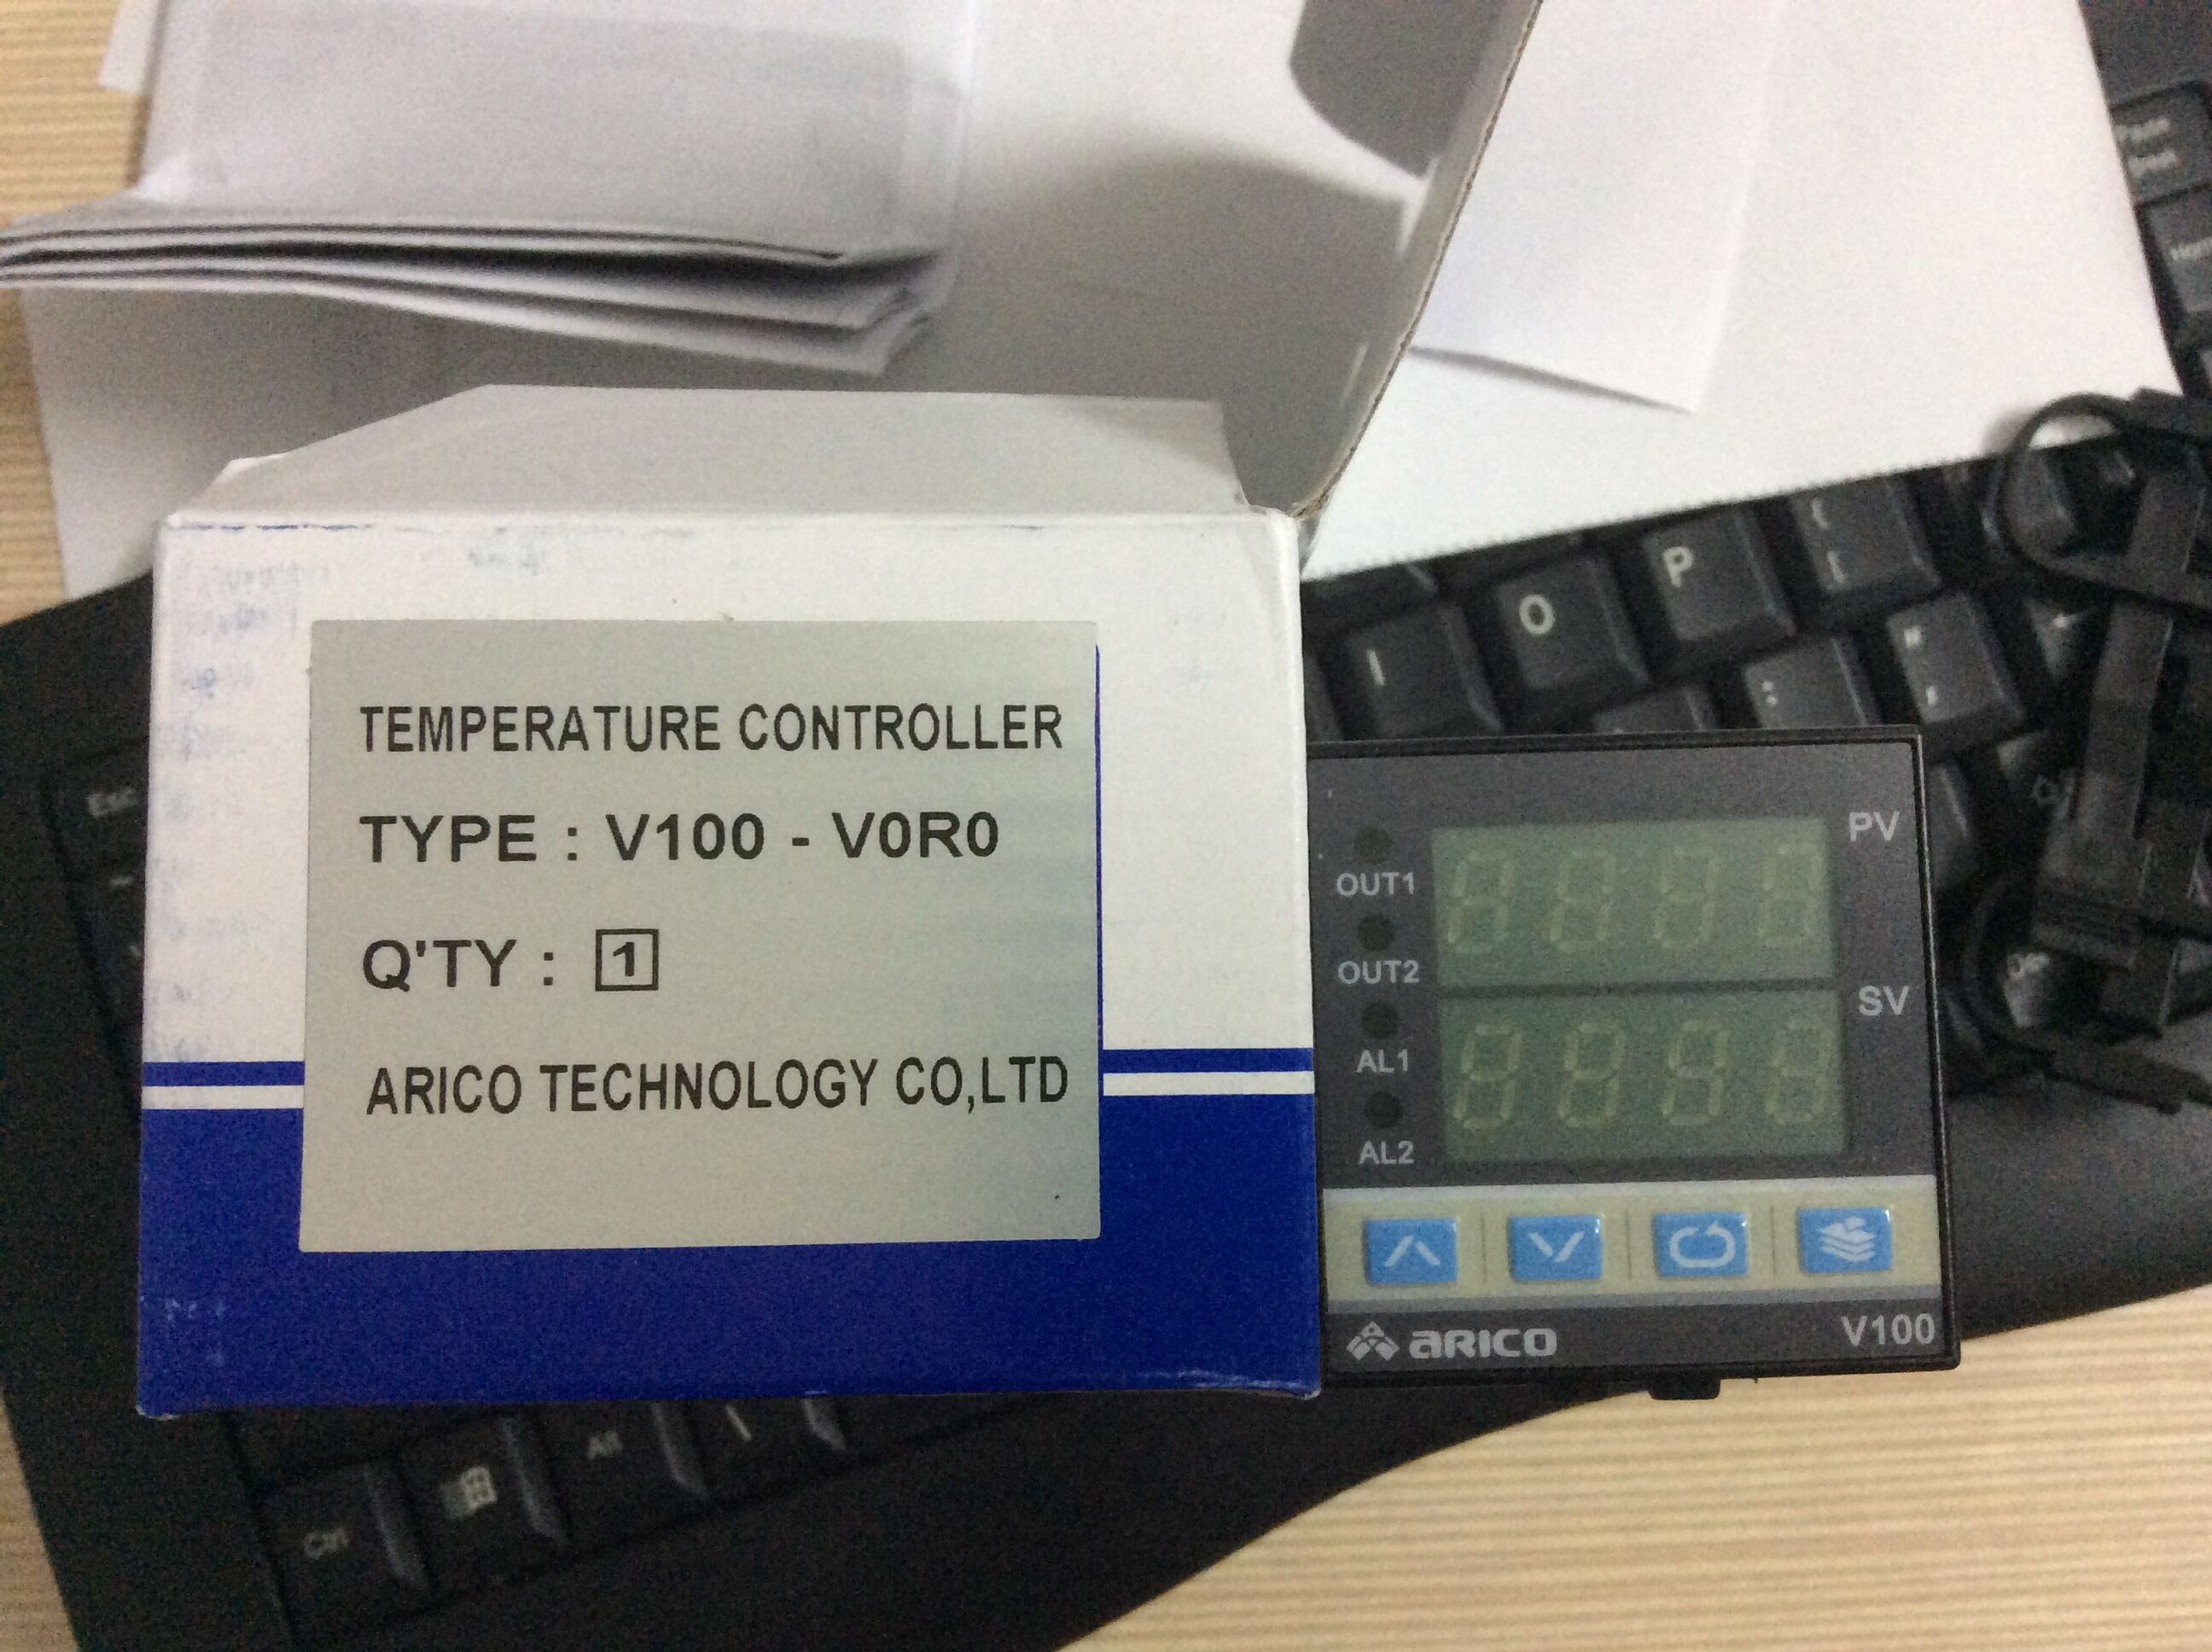 TEMPERATURE CONTROLLER
TYPE : V100 - V0R0
Q'TY : 1
ARICO TECHNOLOGY CO,LTD
PV
OUT1
OUT2
SV
AL1
AL2
ARICO
V100
I
O
P
{
[
:
"
'
Esc
Ctrl
Alt
\